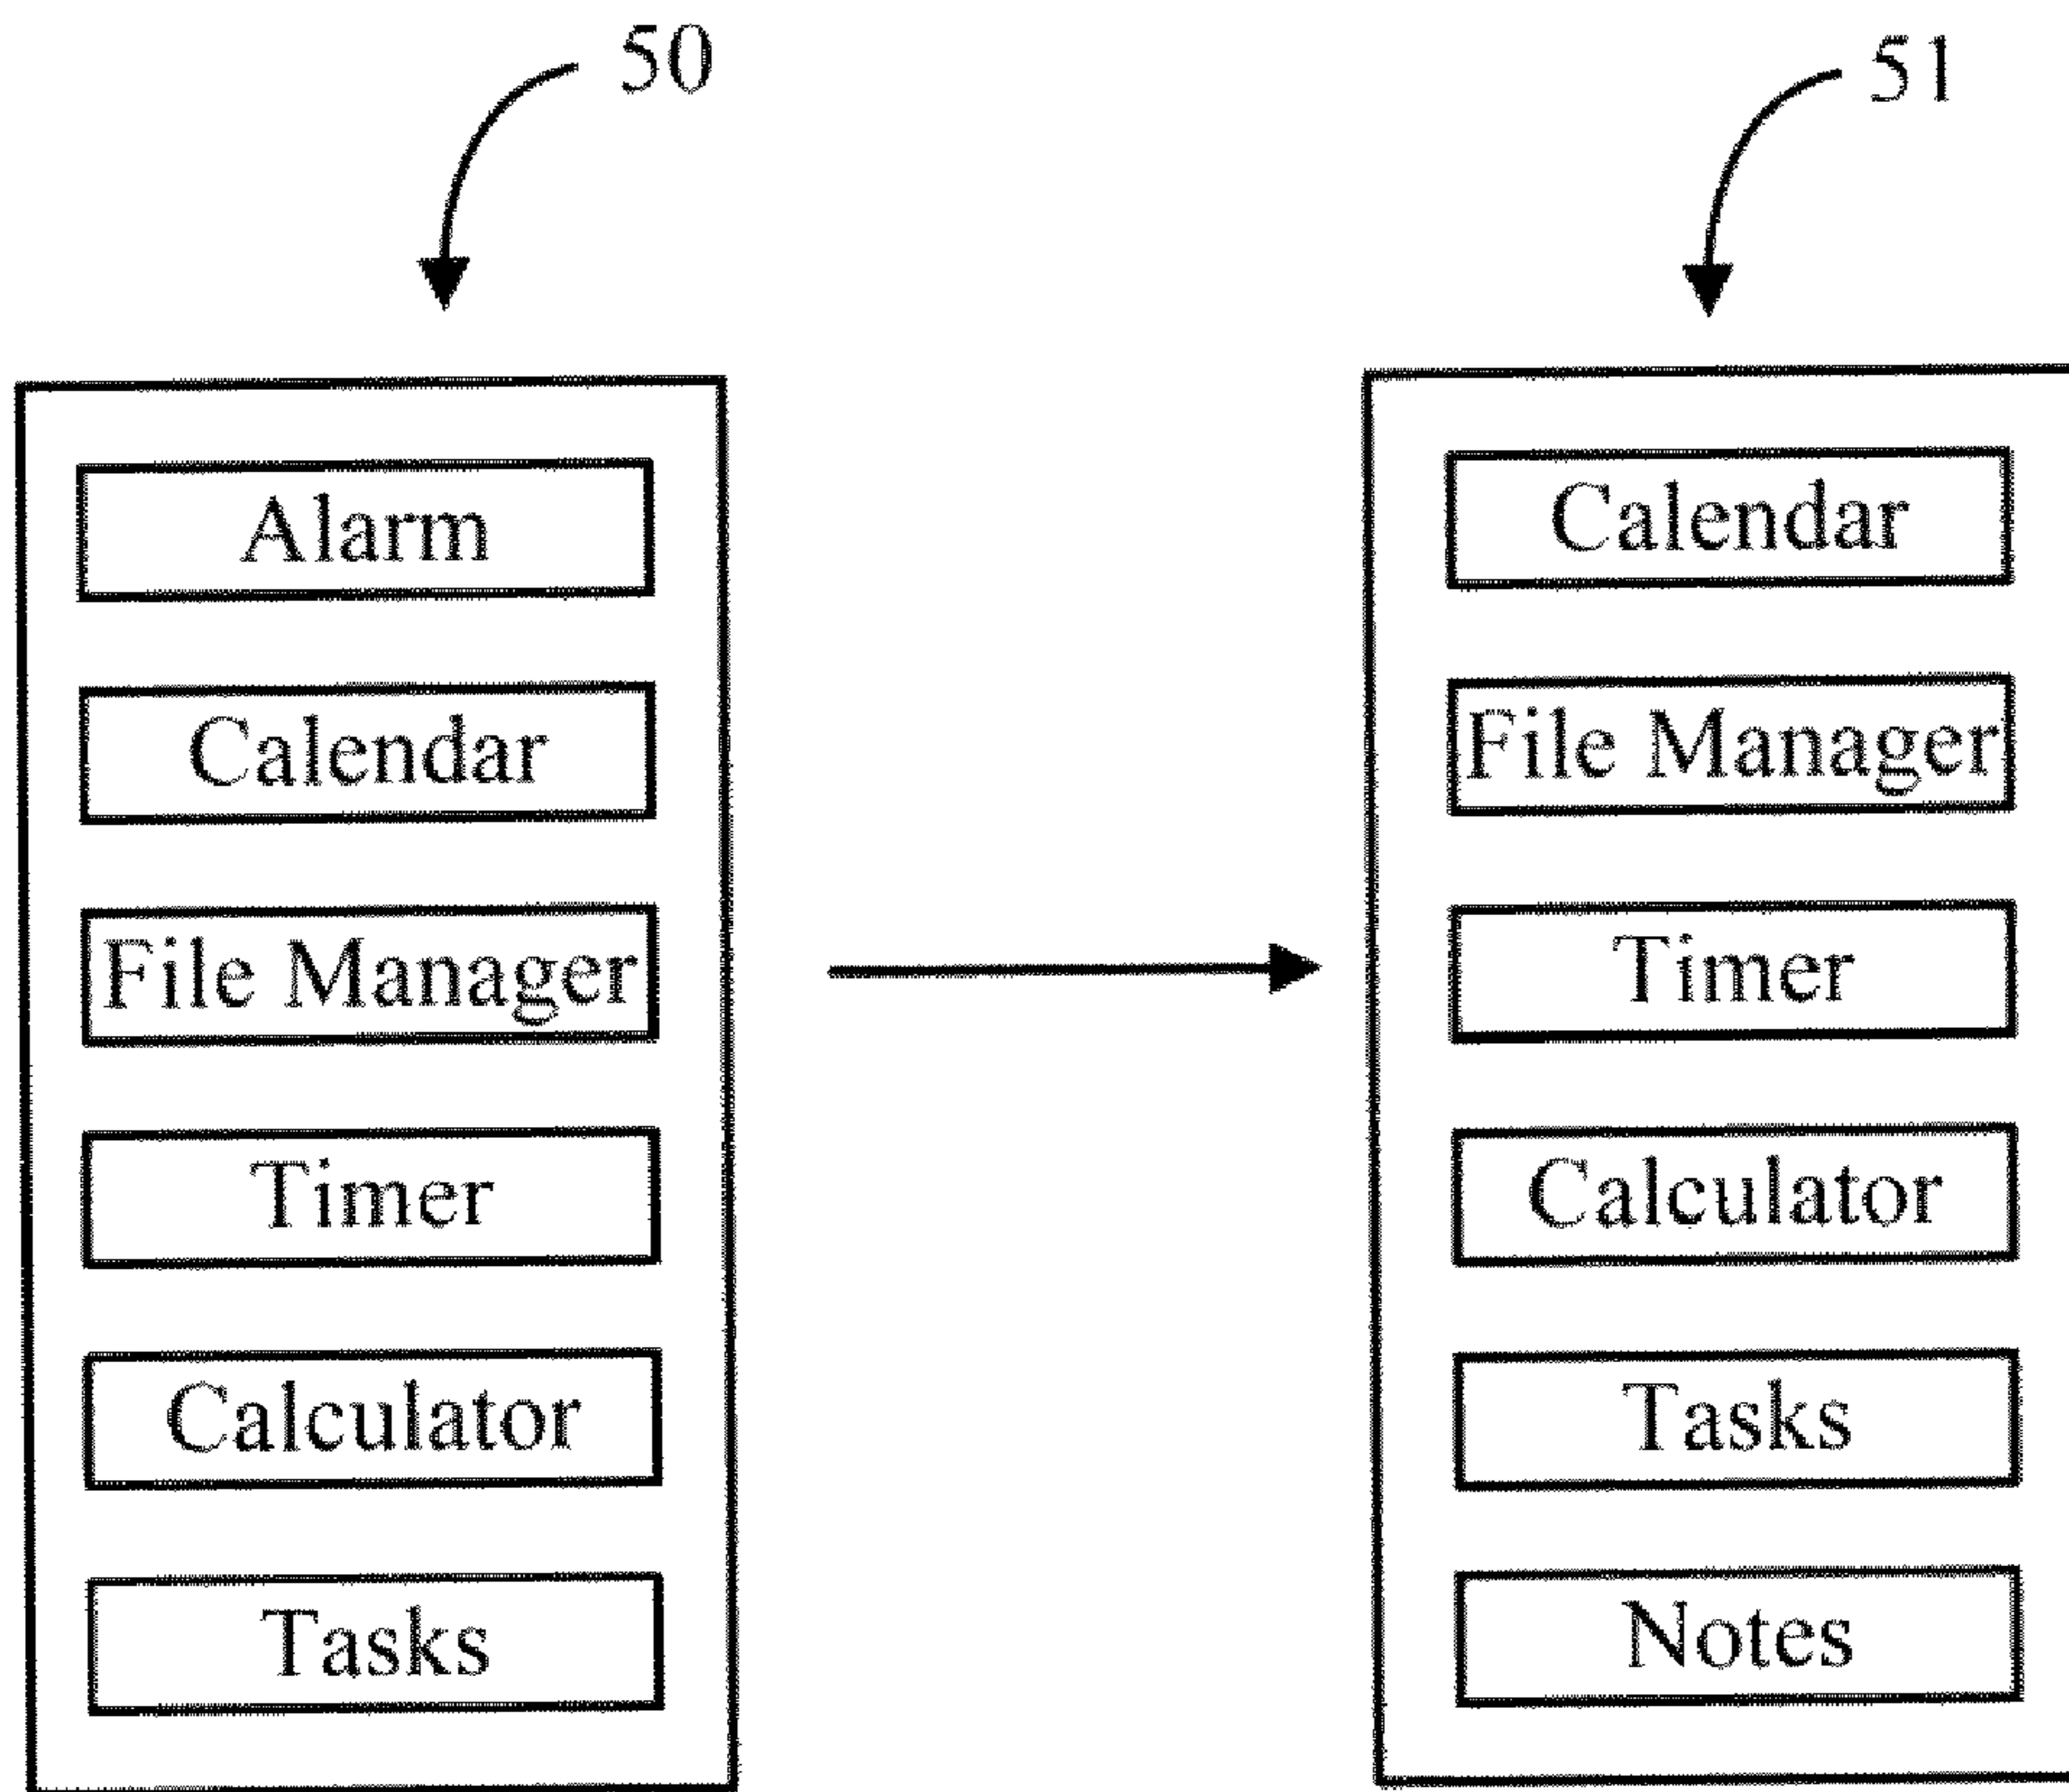 50
Alarm
Calendar
File Manager
Timer
Calculator
Tasks
51
Calendar
File Manager
Timer
Calculator
Tasks
Notes